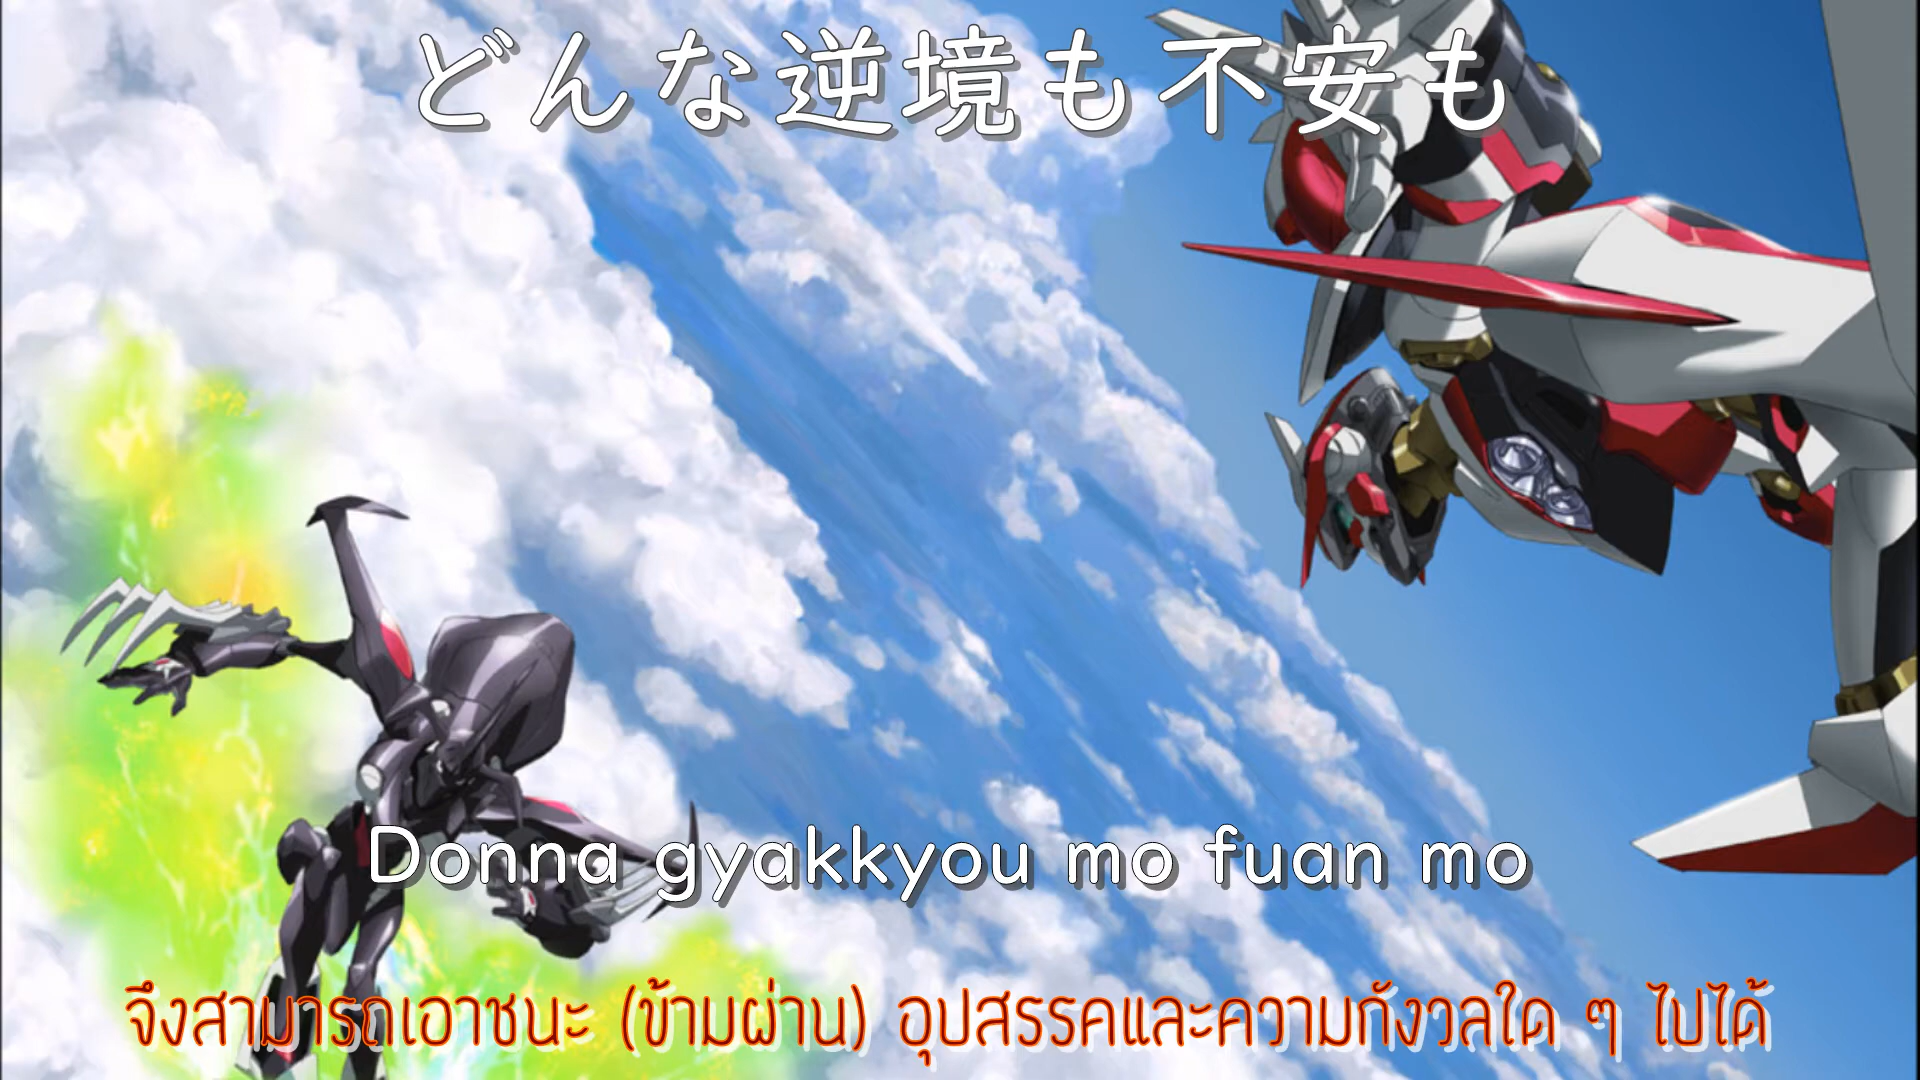 どんな逆境も不安も
Donna gyakkyou mo fuan mo
จึงสามารถเอาชนะ (ข้ามผ่าน) อุปสรรคและความกังวลใด ๆ ไปได้